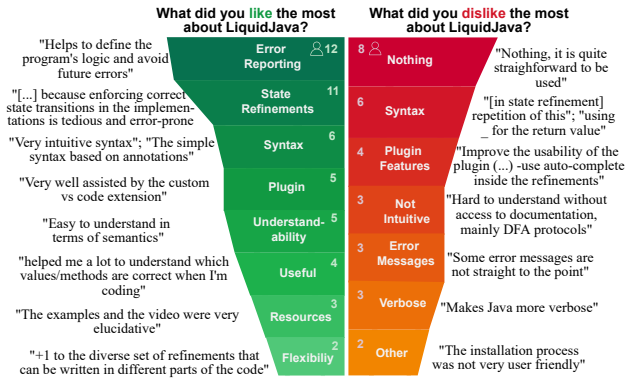 What did you like the most
about LiquidJava?
What did you dislike the most
about LiquidJava?
"Helps to define the
program's logic and avoid
future errors"
Error
Reporting
12
8
Nothing
"Nothing, it is quite
straighforward to be
used"
"[...] because enforcing correct
state transitions in the implemen-
tations is tedious and error-prone
State
Refinements
11
6
Syntax
"[in state refinement]
repetition of this"; "using
_ for the return value"
"Very intuitive syntax"; "The simple
syntax based on annotations"
Syntax
6
4
Plugin
Features
"Improve the usability of the
plugin (...) -use auto-complete
inside the refinements"
"Very well assisted by the custom
vs code extension"
Plugin
5
3
Not
Intuitive
"Hard to understand without
access to documentation,
mainly DFA protocols"
"Easy to understand in
terms of semantics"
Understand-
ability
5
3
Error
Messages
"Some error messages are
not straight to the point"
"helped me a lot to understand which
values/methods are correct when I'm
coding"
Useful
4
3
Verbose
"Makes Java more verbose"
"The examples and the video were very
elucidative"
Resources
3
2
Other
"The installation process
was not very user friendly"
"+1 to the diverse set of refinements that
can be written in different parts of the code"
Flexibiliy
2